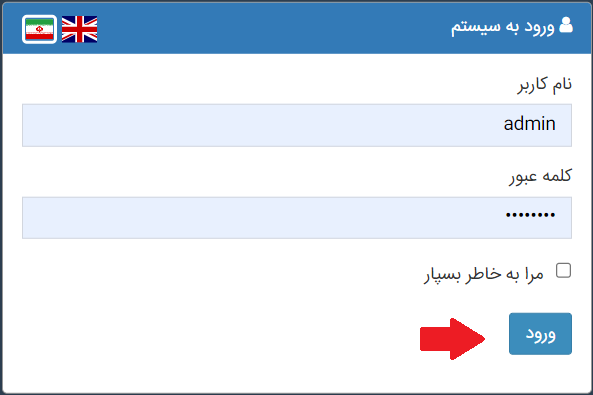 ورود به سیستم
نام کاربر
admin
کلمه عبور
••••••••
مرا به خاطر بسپار
ورود